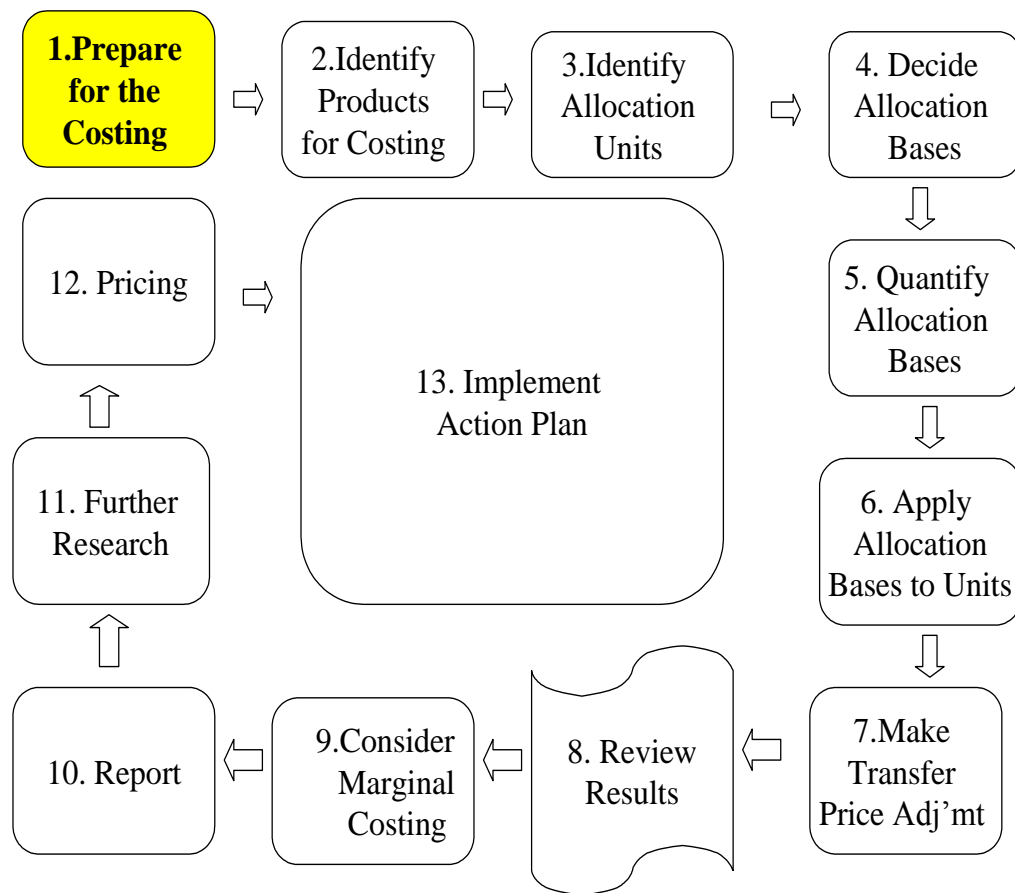 1.Prepare
for the
Costing
2.Identify
Products
for Costing
3.Identify
Allocation
Units
4. Decide
Allocation
Bases
5. Quantify
Allocation
Bases
6. Apply
Allocation
Bases to Units
7.Make
Transfer
Price Adj’mt
8. Review
Results
9.Consider
Marginal
Costing
10. Report
11. Further
Research
12. Pricing
13. Implement
Action Plan